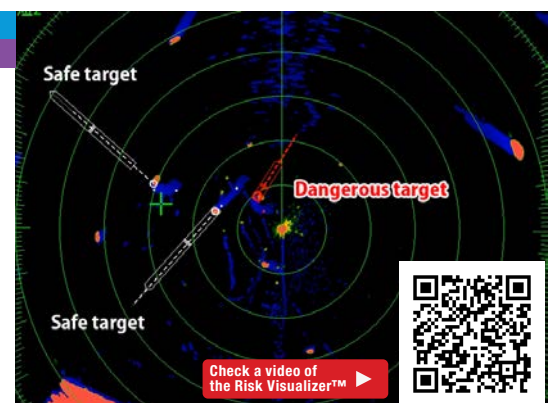 Safe target
Dangerous target
Safe target
Check a video of
the Risk Visualizer™